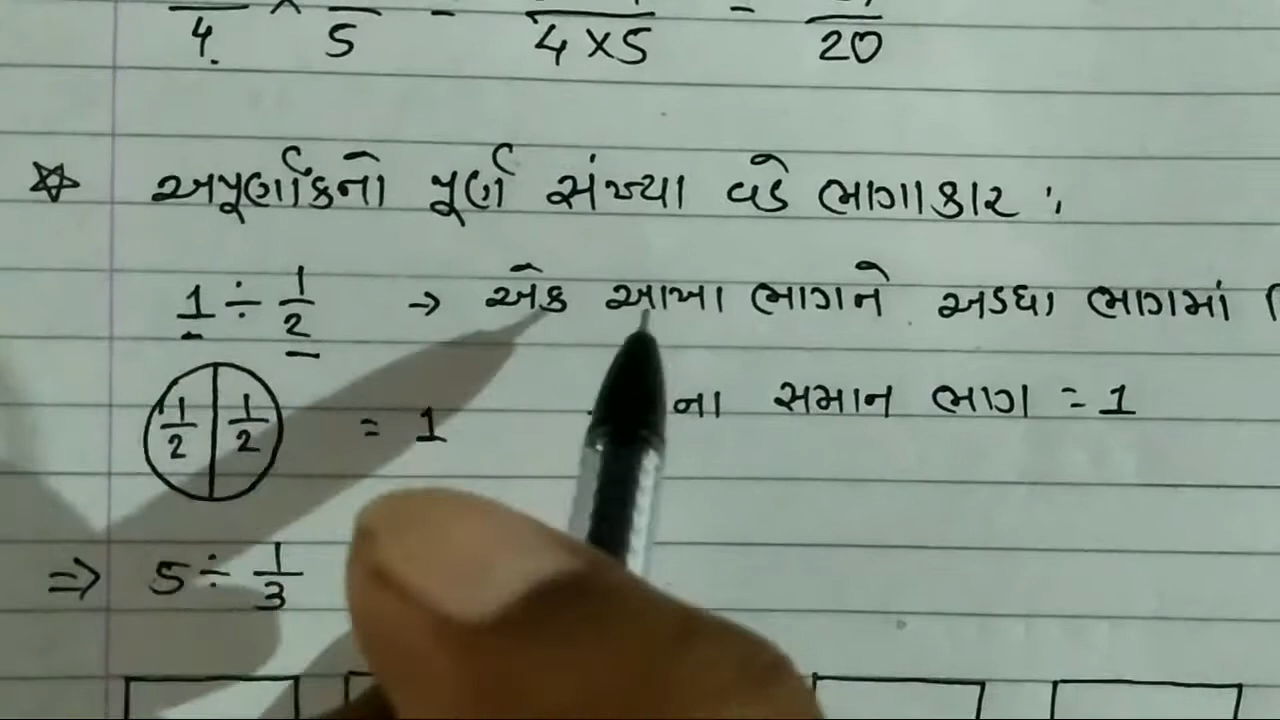 4 × 5 = 4×5 = 20
અપૂર્ણાંકનો પૂર્ણ સંખ્યા વડે ભાગાકાર :
1 ÷ 1/2 → એક આખા ભાગને અડધા ભાગમાં
1/2 1/2 = 1 ના સમાન ભાગ = 1
⇒ 5 ÷ 1/3